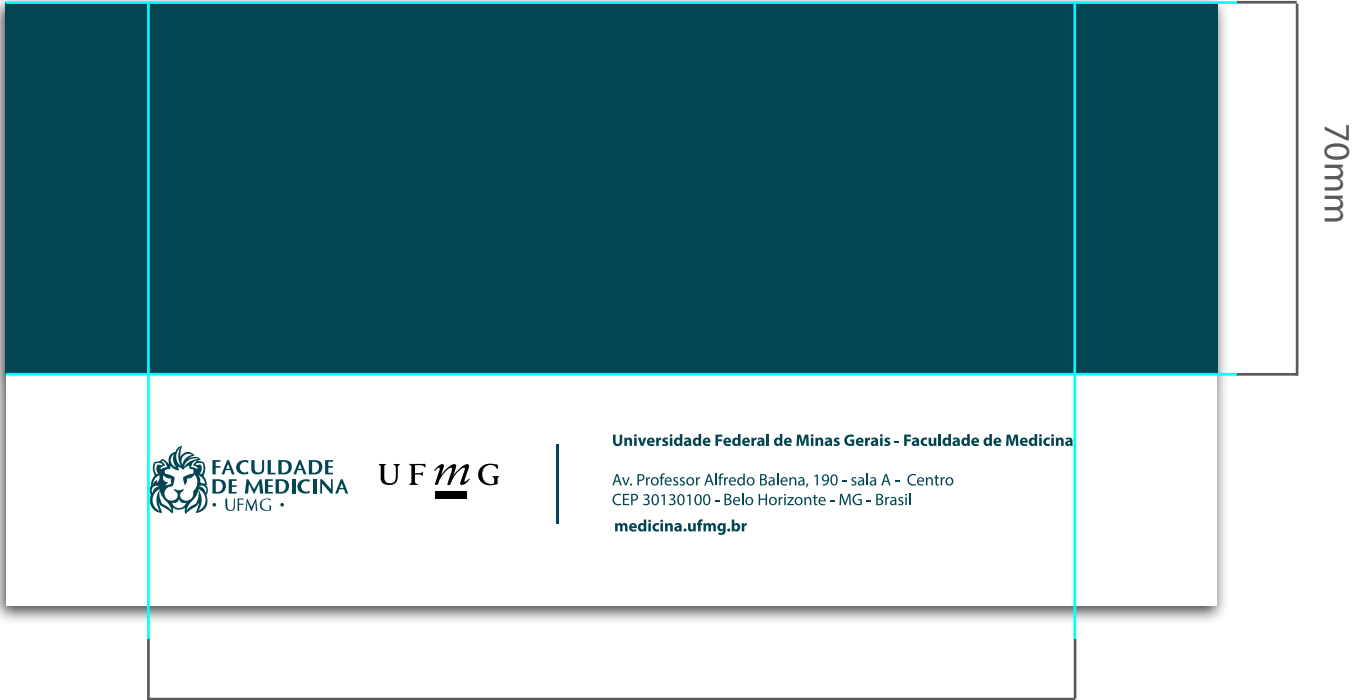 70mm
FACULDADE
DE MEDICINA
• UFMG •
UFmG
Universidade Federal de Minas Gerais - Faculdade de Medicina
Av. Professor Alfredo Balena, 190 - sala A - Centro
CEP 30130100 - Belo Horizonte - MG - Brasil
medicina.ufmg.br